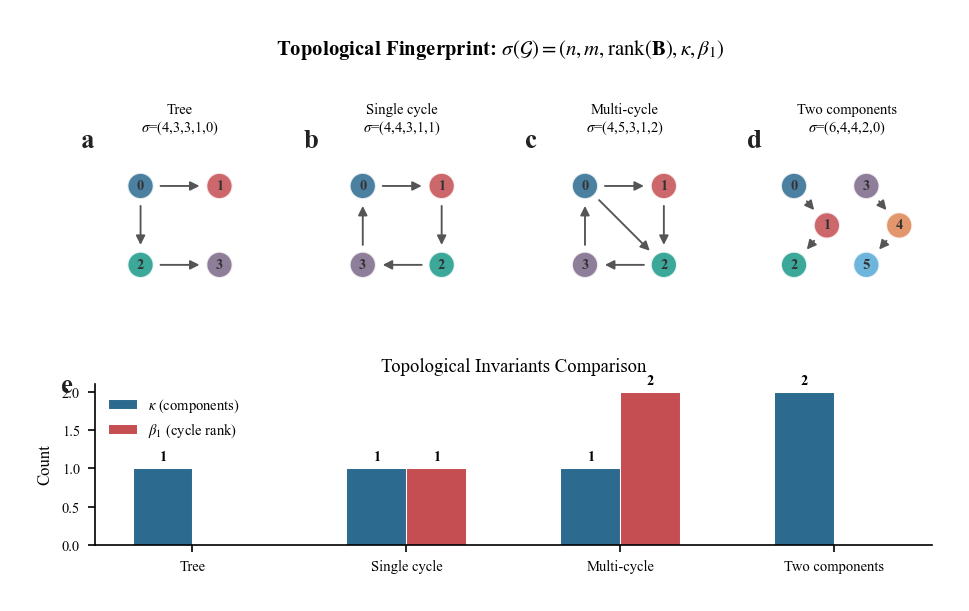 Topological Fingerprint: σ(𝒢) = (n, m, rank(B), κ, β₁)
a
Tree
σ=(4,3,3,1,0)
0
1
2
3
b
Single cycle
σ=(4,4,3,1,1)
0
1
3
2
c
Multi-cycle
σ=(4,5,3,1,2)
0
1
3
2
d
Two components
σ=(6,4,4,2,0)
0
3
1
4
2
5
e
Topological Invariants Comparison
Count
2.0
1.5
1.0
0.5
0.0
κ (components)
β₁ (cycle rank)
1
1
1
1
2
2
Tree
Single cycle
Multi-cycle
Two components